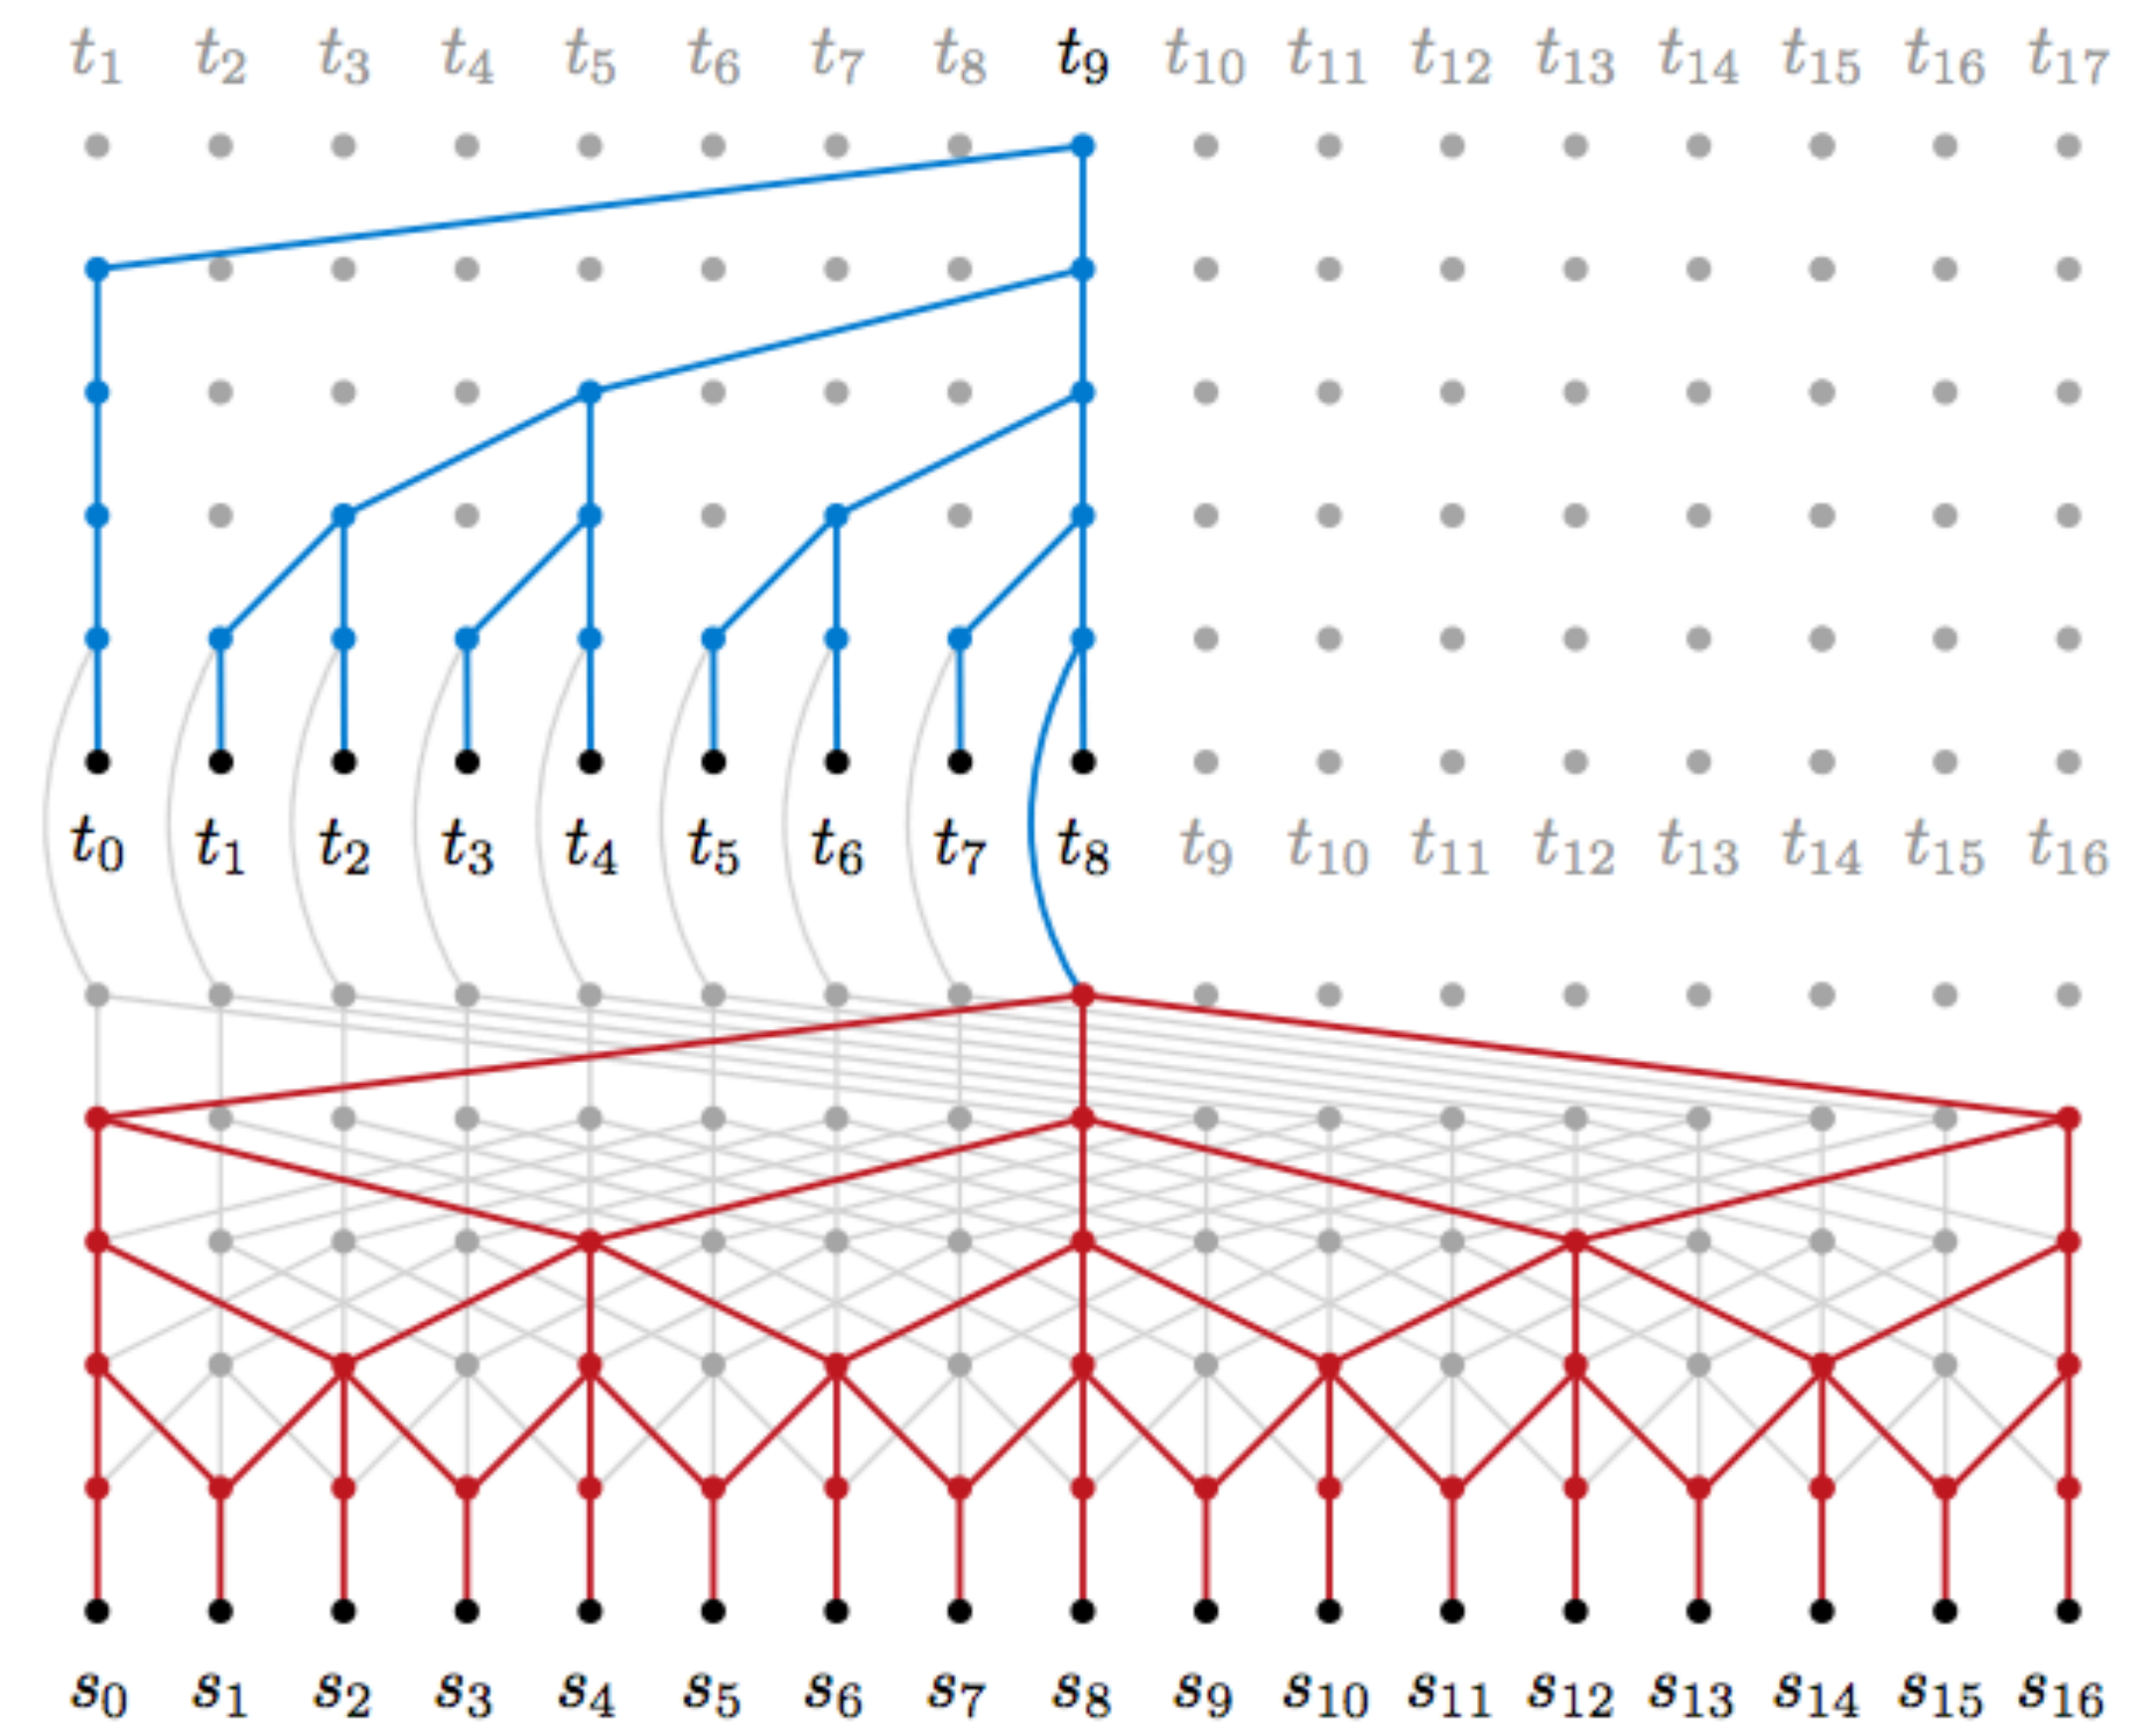 t₁ t₂ t₃ t₄ t₅ t₆ t₇ t₈ t₉ t₁₀ t₁₁ t₁₂ t₁₃ t₁₄ t₁₅ t₁₆ t₁₇
t₀ t₁ t₂ t₃ t₄ t₅ t₆ t₇ t₈ t₉ t₁₀ t₁₁ t₁₂ t₁₃ t₁₄ t₁₅ t₁₆
s₀ s₁ s₂ s₃ s₄ s₅ s₆ s₇ s₈ s₉ s₁₀ s₁₁ s₁₂ s₁₃ s₁₄ s₁₅ s₁₆